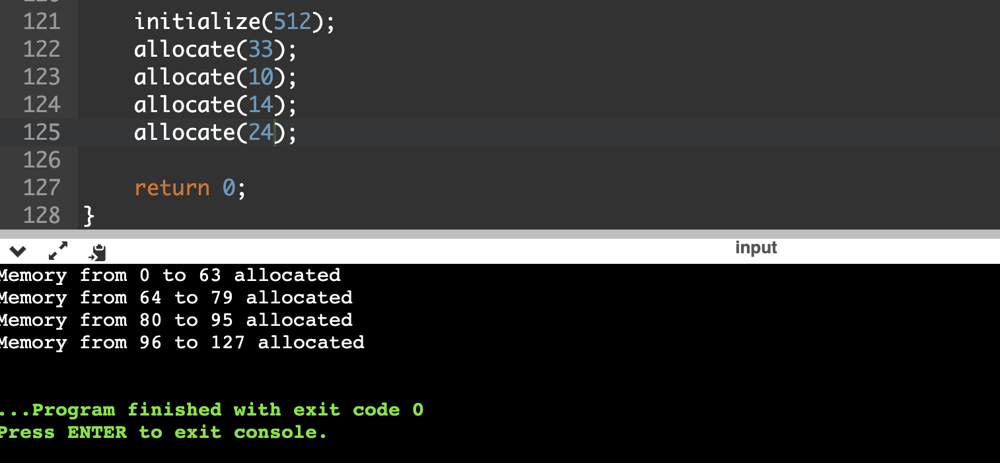 121 initialize(512);
122 allocate(33);
123 allocate(10);
124 allocate(14);
125 allocate(24);
126
127 return 0;
128 }
input
Memory from 0 to 63 allocated
Memory from 64 to 79 allocated
Memory from 80 to 95 allocated
Memory from 96 to 127 allocated
...Program finished with exit code 0
Press ENTER to exit console.